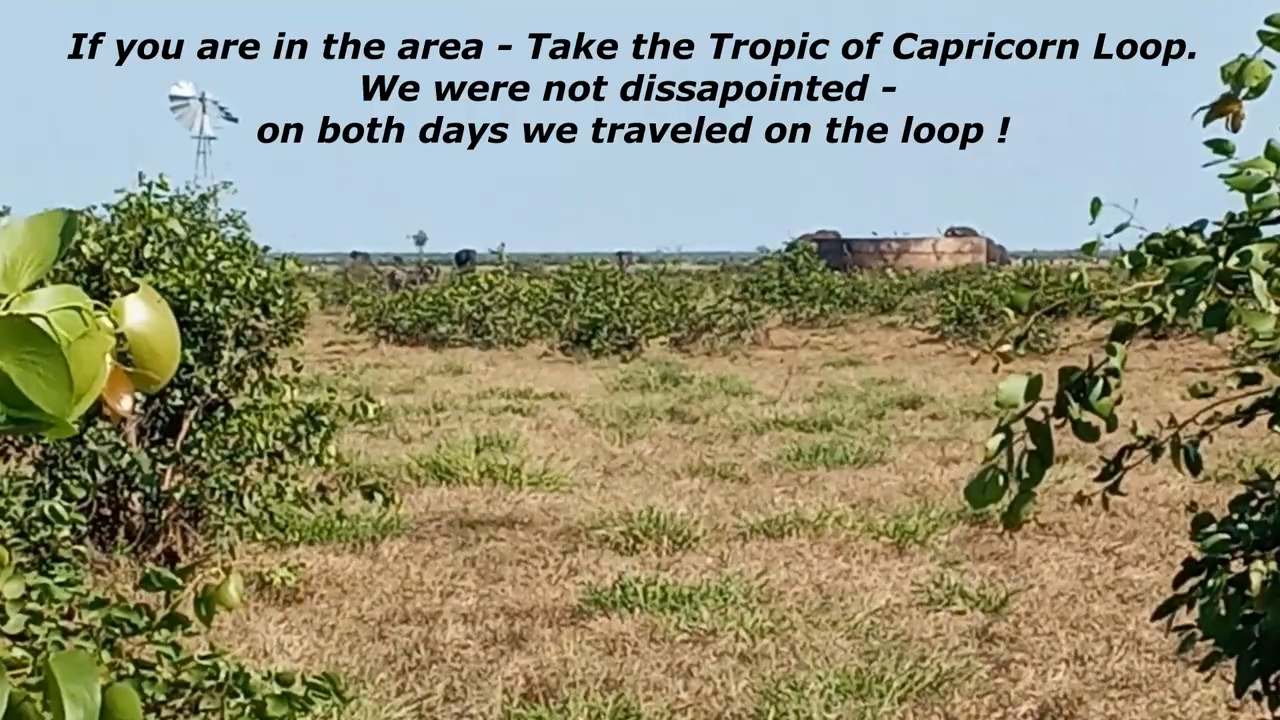 If you are in the area - Take the Tropic of Capricorn Loop.
We were not dissapointed -
on both days we traveled on the loop !